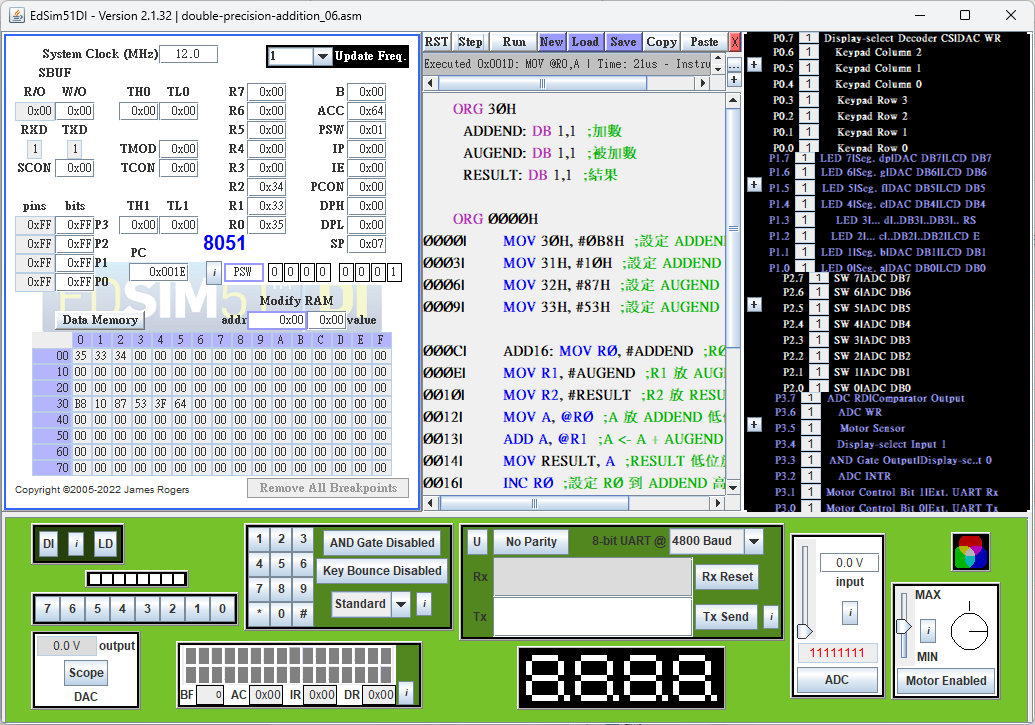 EdSim51DI - Version 2.1.32 | double-precision-addition_06.asm
System Clock (MHz) 12.0 1 Update Freq.
SBUF
R/O W/O TH0 TL0
0x00 0x00 0x00 0x00
RXD TXD
1 1 TMOD 0x00
SCON 0x00 TCON 0x00
pins bits TH1 TL1
0xFF 0xFF P3 0x00 0x00
0xFF 0xFF P2
0xFF 0xFF P1
0xFF 0xFF P0
R7 0x00 B 0x00
R6 0x00 ACC 0x64
R5 0x00 PSW 0x01
R4 0x00 IP 0x00
R3 0x00 IE 0x00
R2 0x34 PCON 0x00
R1 0x33 DPH 0x00
R0 0x35 DPL 0x00
8051 SP 0x07
PC
0x001E i PSW 0 0 0 0 0 0 0 1
EDSIM51DI
Modify RAM
Data Memory addr 0x00 0x00 value
0 1 2 3 4 5 6 7 8 9 A B C D E F
00 35 33 34 00 00 00 00 00 00 00 00 00 00 00 00 00
10 00 00 00 00 00 00 00 00 00 00 00 00 00 00 00 00
20 00 00 00 00 00 00 00 00 00 00 00 00 00 00 00 00
30 B8 10 87 53 3F 64 00 00 00 00 00 00 00 00 00 00
40 00 00 00 00 00 00 00 00 00 00 00 00 00 00 00 00
50 00 00 00 00 00 00 00 00 00 00 00 00 00 00 00 00
60 00 00 00 00 00 00 00 00 00 00 00 00 00 00 00 00
70 00 00 00 00 00 00 00 00 00 00 00 00 00 00 00 00
Copyright ©2005-2022 James Rogers Remove All Breakpoints
RST Step Run New Load Save Copy Paste X
Executed 0x001D: MOV @R0,A | Time: 21us - Instru
ORG 30H
ADDEND: DB 1,1 ;加數
AUGEND: DB 1,1 ;被加數
RESULT: DB 1,1 ;結果
ORG 0000H
0000| MOV 30H, #0B8H ;設定 ADDEN
0003| MOV 31H, #10H ;設定 ADDEND
0006| MOV 32H, #87H ;設定 AUGEND
0009| MOV 33H, #53H ;設定 AUGEND
000C| ADD16: MOV R0, #ADDEND ;R0
000E| MOV R1, #AUGEND ;R1 放 AUG
0010| MOV R2, #RESULT ;R2 放 RESU
0012| MOV A, @R0 ;A 放 ADDEND 低
0013| ADD A, @R1 ;A <- A + AUGEND
0014| MOV RESULT, A ;RESULT 低位
0016| INC R0 ;設定 R0 到 ADDEND 高
P0.7 1 Display-select Decoder CS|DAC WR
P0.6 1 Keypad Column 2
P0.5 1 Keypad Column 1
P0.4 1 Keypad Column 0
P0.3 1 Keypad Row 3
P0.2 1 Keypad Row 2
P0.1 1 Keypad Row 1
P0.0 1 Keypad Row 0
P1.7 1 LED 7|Seg. dp|DAC DB7|LCD DB7
P1.6 1 LED 6|Seg. g|DAC DB6|LCD DB6
P1.5 1 LED 5|Seg. f|DAC DB5|LCD DB5
P1.4 1 LED 4|Seg. e|DAC DB4|LCD DB4
P1.3 1 LED 3|... d|..DB3|..DB3|.. RS
P1.2 1 LED 2|... c|..DB2|..DB2|LCD E
P1.1 1 LED 1|Seg. b|DAC DB1|LCD DB1
P1.0 1 LED 0|Seg. a|DAC DB0|LCD DB0
P2.7 1 SW 7|ADC DB7
P2.6 1 SW 6|ADC DB6
P2.5 1 SW 5|ADC DB5
P2.4 1 SW 4|ADC DB4
P2.3 1 SW 3|ADC DB3
P2.2 1 SW 2|ADC DB2
P2.1 1 SW 1|ADC DB1
P2.0 1 SW 0|ADC DB0
P3.7 1 ADC RD|Comparator Output
P3.6 1 ADC WR
P3.5 1 Motor Sensor
P3.4 1 Display-select Input 1
P3.3 1 AND Gate Output|Display-se..t 0
P3.2 1 ADC INTR
P3.1 1 Motor Control Bit 1|Ext. UART Rx
P3.0 1 Motor Control Bit 0|Ext. UART Tx
DI i LD
7 6 5 4 3 2 1 0
0.0 V output
Scope
DAC
1 2 3 AND Gate Disabled
4 5 6 Key Bounce Disabled
7 8 9
* 0 # Standard i
BF 0 AC 0x00 IR 0x00 DR 0x00 i
U No Parity 8-bit UART @ 4800 Baud
Rx Rx Reset
Tx Tx Send i
8.8.8.8.
0.0 V
input
i
11111111
ADC
MAX
i
MIN
Motor Enabled